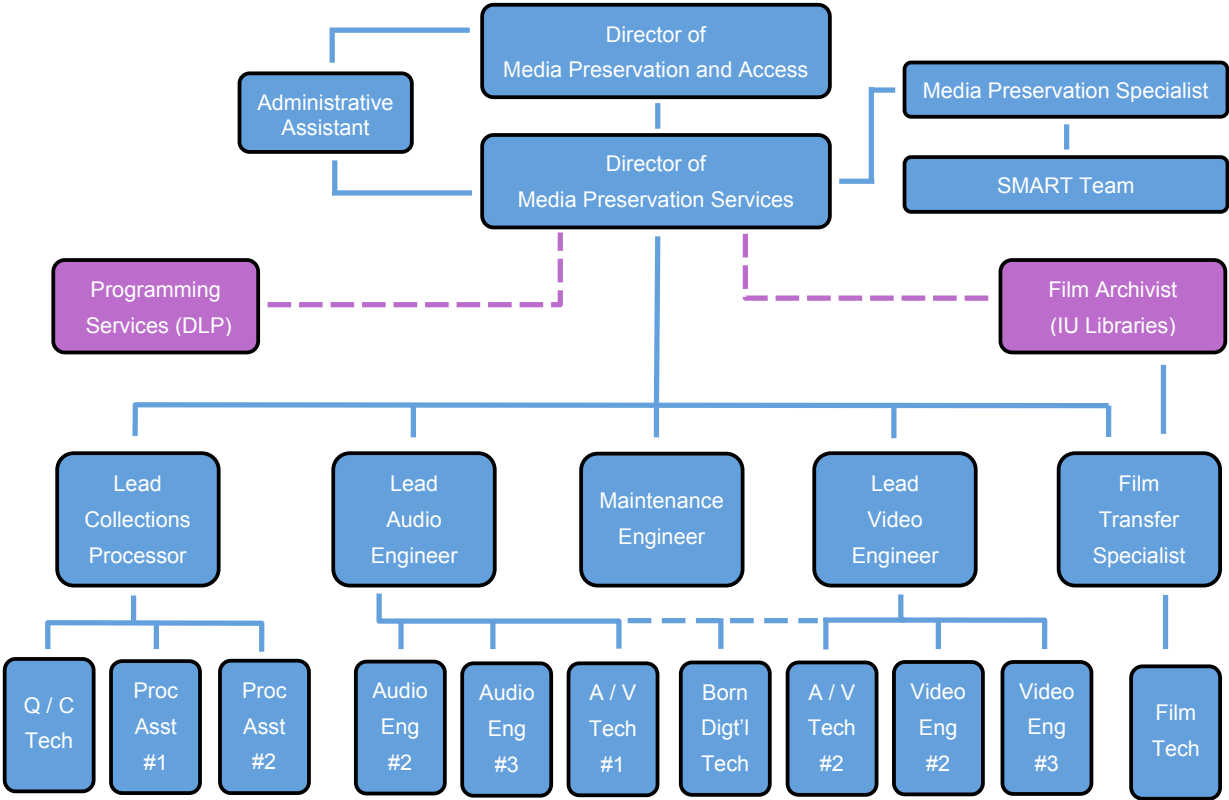 Director of
Media Preservation and Access
Administrative
Assistant
Media Preservation Specialist
Director of
Media Preservation Services
SMART Team
Programming
Services (DLP)
Film Archivist
(IU Libraries)
Lead
Collections
Processor
Lead
Audio
Engineer
Maintenance
Engineer
Lead
Video
Engineer
Film
Transfer
Specialist
Q / C
Tech
Proc
Asst
#1
Proc
Asst
#2
Audio
Eng
#2
Audio
Eng
#3
A / V
Tech
#1
Born
Digt'l
Tech
A / V
Tech
#2
Video
Eng
#2
Video
Eng
#3
Film
Tech